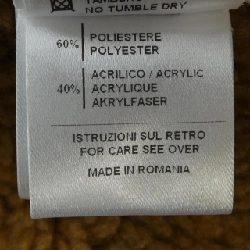 NO TUMBLE DRY
60% POLIESTERE
POLYESTER
40% ACRILICO / ACRYLIC
ACRYLIQUE
AKRYLFASER
ISTRUZIONI SUL RETRO
FOR CARE SEE OVER
MADE IN ROMANIA